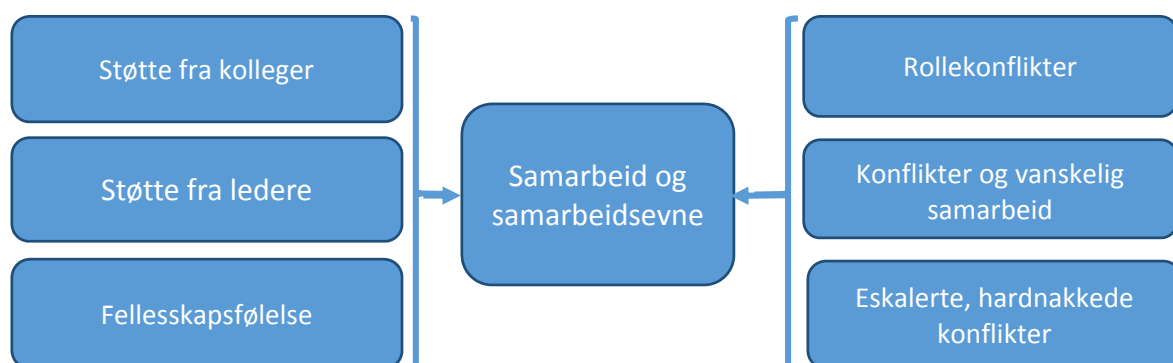 Støtte fra kolleger
Støtte fra ledere
Fellesskapsfølelse
Samarbeid og
samarbeidsevne
Rollekonflikter
Konflikter og vanskelig
samarbeid
Eskalerte, hardnakkede
konflikter